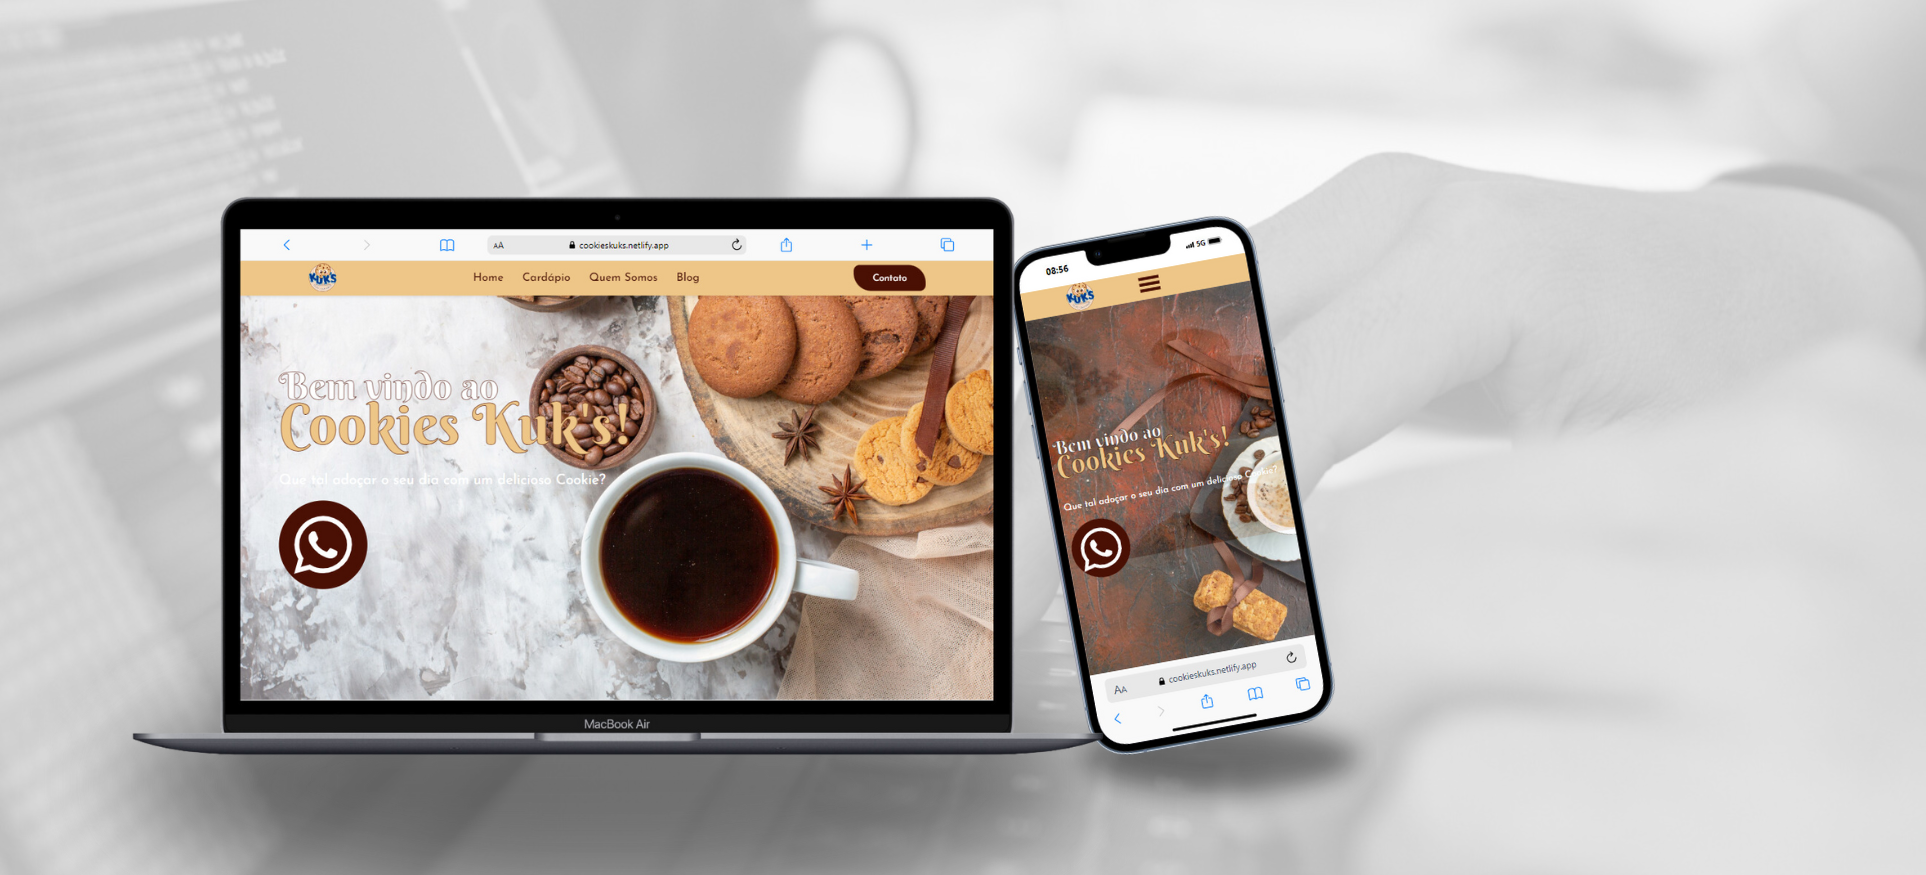 AA cookieskuks.netlify.app
KUK'S Home Cardápio Quem Somos Blog Contato
Bem vindo ao
Cookies Kuk's!
Que tal adoçar o seu dia com um delicioso Cookie?
MacBook Air
08:56 5G
KUK'S
Bem vindo ao
Cookies Kuk's!
Que tal adoçar o seu dia com um delicioso Cookie?
AA cookieskuks.netlify.app